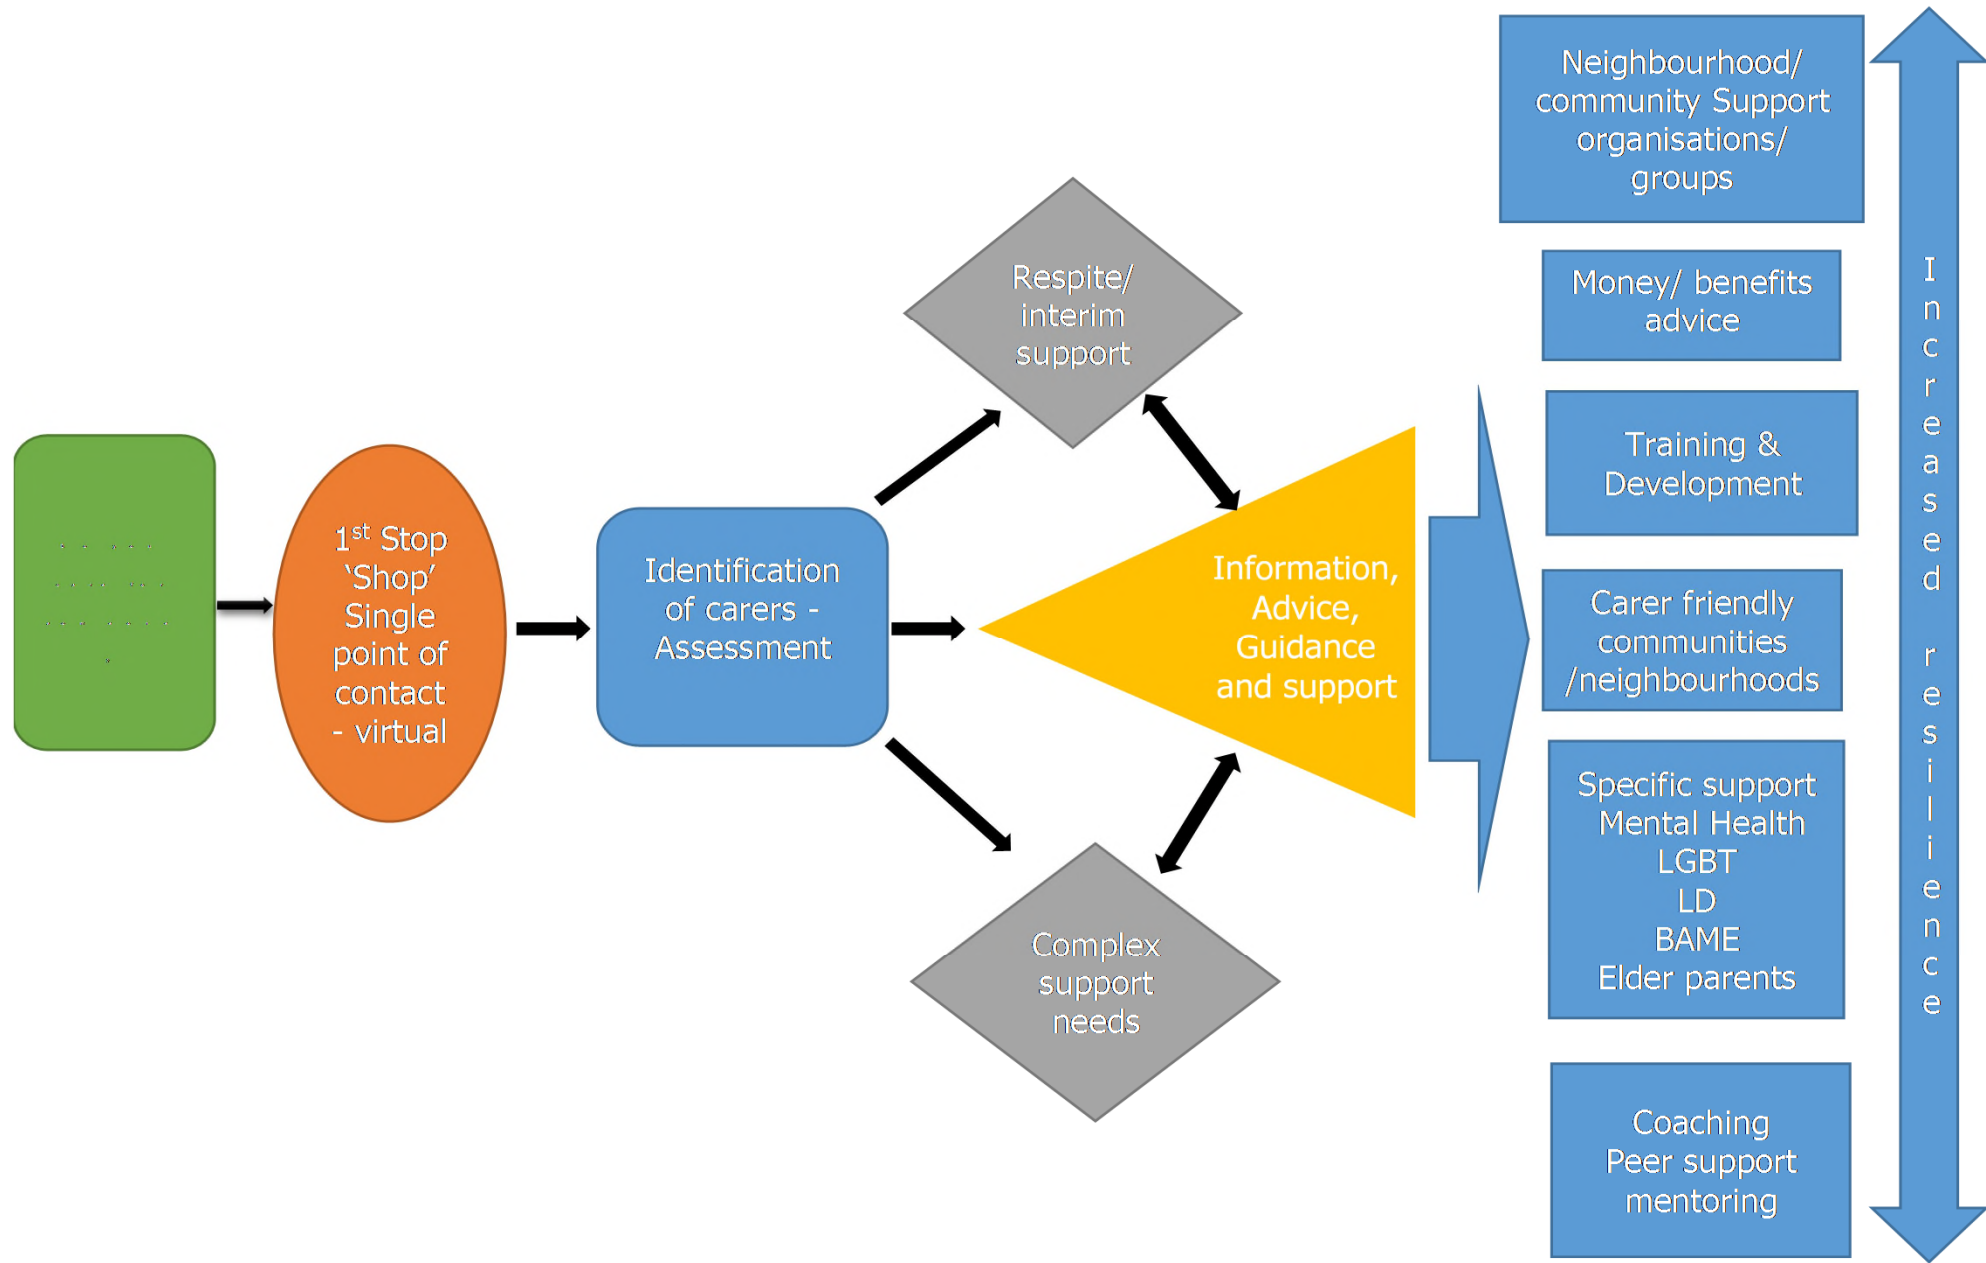 1st Stop
‘Shop’
Single
point of
contact
- virtual
Identification
of carers -
Assessment
Respite/
interim
support
Complex
support
needs
Information,
Advice,
Guidance
and support
Neighbourhood/
community Support
organisations/
groups
Money/ benefits
advice
Training &
Development
Carer friendly
communities
/neighbourhoods
Specific support
Mental Health
LGBT
LD
BAME
Elder parents
Coaching
Peer support
mentoring
Increased resilience